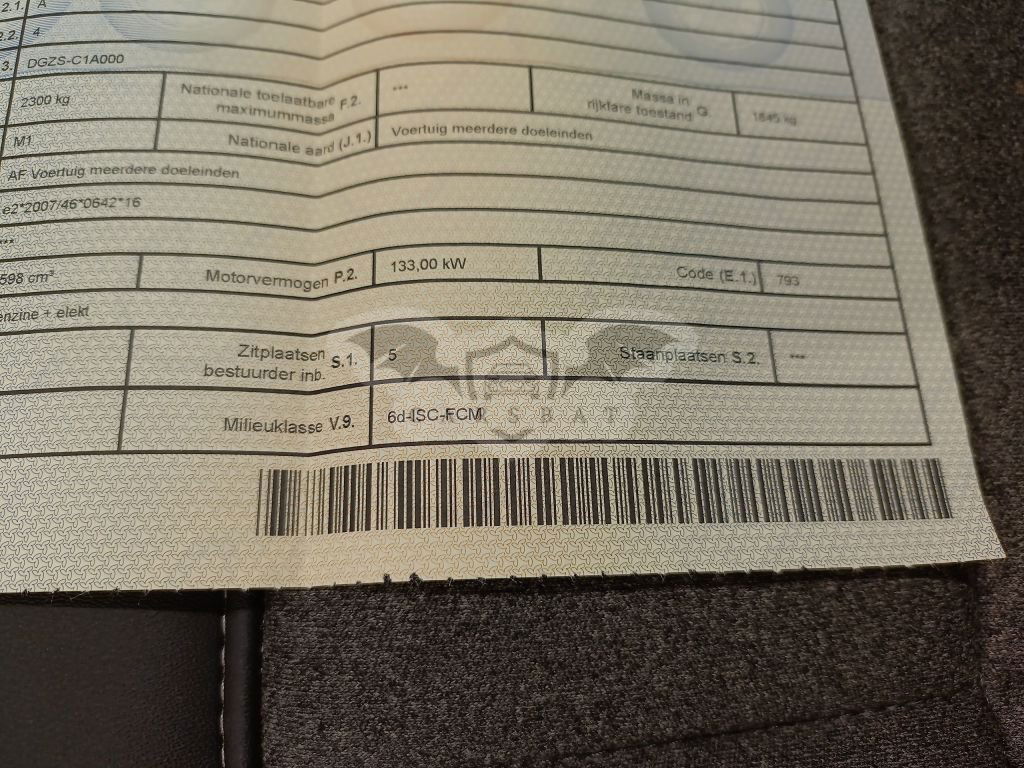 2.1. A
2.2. 4
3. DGZS-C1A000
2300 kg Nationale toelaatbare F.2. *** Massa in G. 1645 kg
maximummassa rijklare toestand
M1 Nationale aard (J.1.) Voertuig meerdere doeleinden
AF Voertuig meerdere doeleinden
e2*2007/46*0642*16
***
598 cm³ Motorvermogen P.2. 133,00 kW Code (E.1.) 793
enzine + elekt
Zitplaatsen S.1. 5 Staanplaatsen S.2. ***
bestuurder inb.
Milieuklasse V.9. 6d-ISC-FCM
SBAT